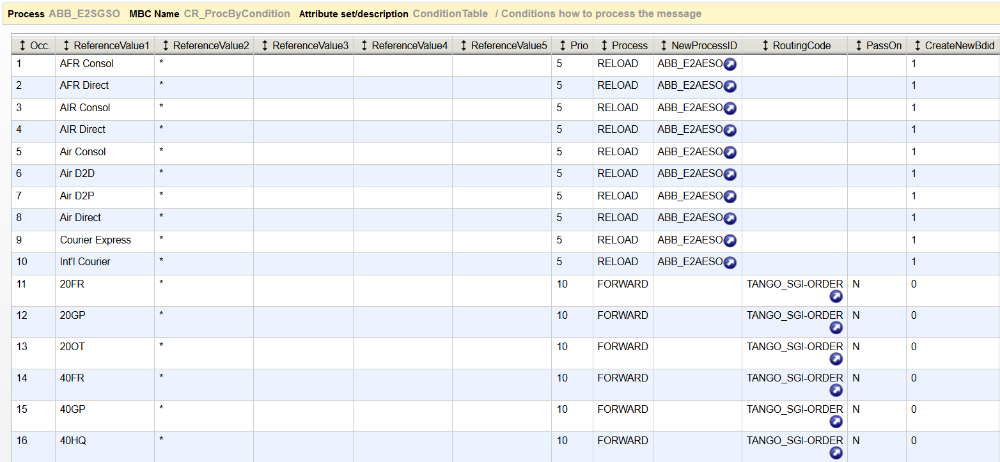 Process ABB_E2SGSO MBC Name CR_ProcByCondition Attribute set/description ConditionTable / Conditions how to process the message
Occ. ReferenceValue1 ReferenceValue2 ReferenceValue3 ReferenceValue4 ReferenceValue5 Prio Process NewProcessID RoutingCode PassOn CreateNewBdid
1 AFR Consol * 5 RELOAD ABB_E2AESO 1
2 AFR Direct * 5 RELOAD ABB_E2AESO 1
3 AIR Consol * 5 RELOAD ABB_E2AESO 1
4 AIR Direct * 5 RELOAD ABB_E2AESO 1
5 Air Consol * 5 RELOAD ABB_E2AESO 1
6 Air D2D * 5 RELOAD ABB_E2AESO 1
7 Air D2P * 5 RELOAD ABB_E2AESO 1
8 Air Direct * 5 RELOAD ABB_E2AESO 1
9 Courier Express * 5 RELOAD ABB_E2AESO 1
10 Int'l Courier * 5 RELOAD ABB_E2AESO 1
11 20FR * 10 FORWARD TANGO_SGI-ORDER N 0
12 20GP * 10 FORWARD TANGO_SGI-ORDER N 0
13 20OT * 10 FORWARD TANGO_SGI-ORDER N 0
14 40FR * 10 FORWARD TANGO_SGI-ORDER N 0
15 40GP * 10 FORWARD TANGO_SGI-ORDER N 0
16 40HQ * 10 FORWARD TANGO_SGI-ORDER N 0